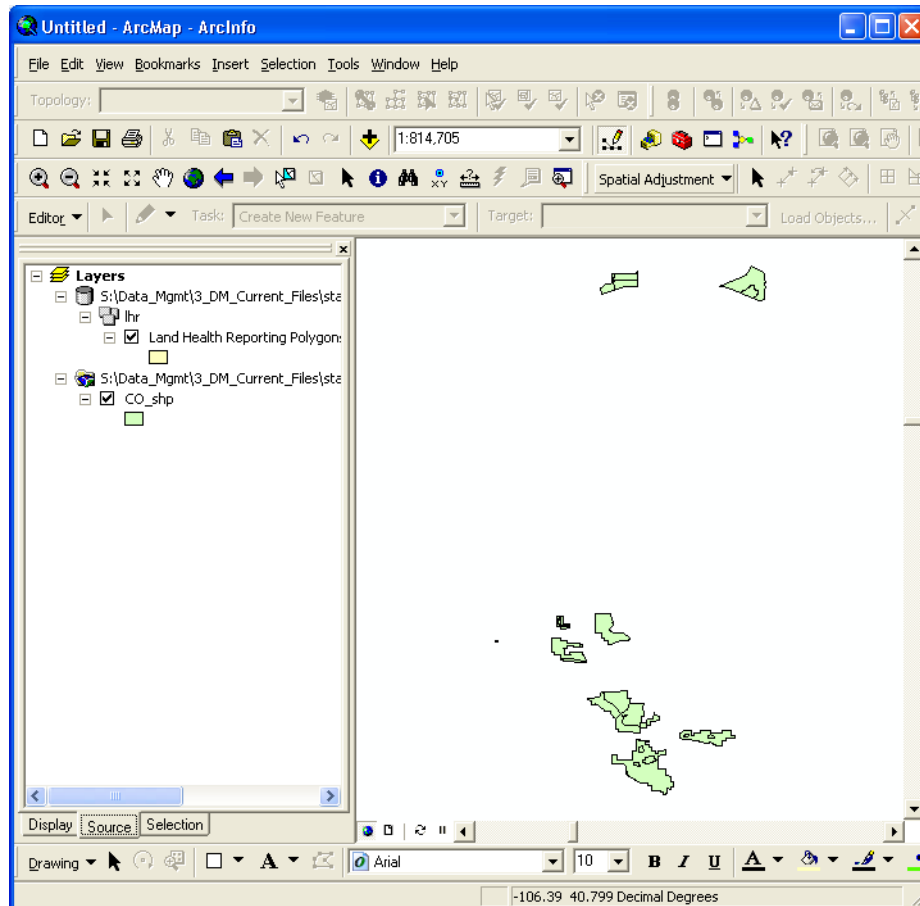 Untitled - ArcMap - ArcInfo
File Edit View Bookmarks Insert Selection Tools Window Help
Topology:
1:814,705
Spatial Adjustment
Editor Task: Create New Feature Target: Load Objects...
Layers
S:\Data_Mgmt\3_DM_Current_Files\sta
lhr
Land Health Reporting Polygons
S:\Data_Mgmt\3_DM_Current_Files\sta
CO_shp
Display Source Selection
Drawing A Arial 10 B I U A
-106.39 40.799 Decimal Degrees